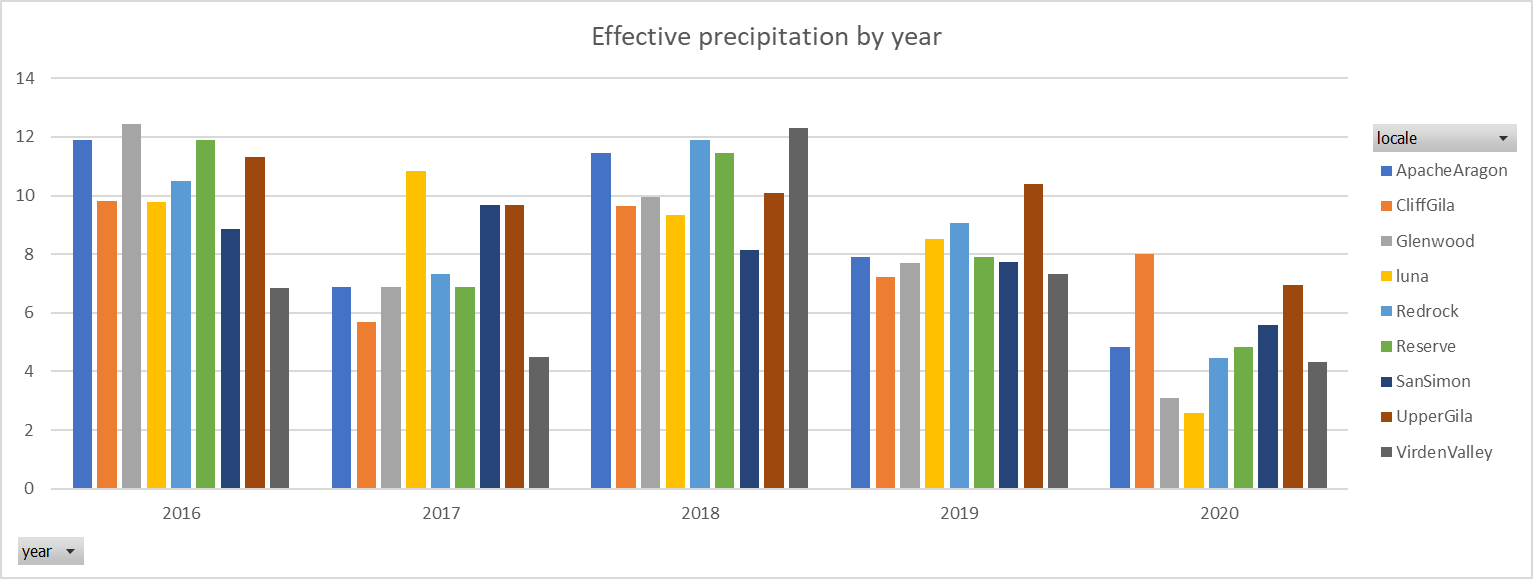 Effective precipitation by year
14
12
10
8
6
4
2
0
2016 2017 2018 2019 2020
locale
ApacheAragon
CliffGila
Glenwood
luna
Redrock
Reserve
SanSimon
UpperGila
VirdenValley
year